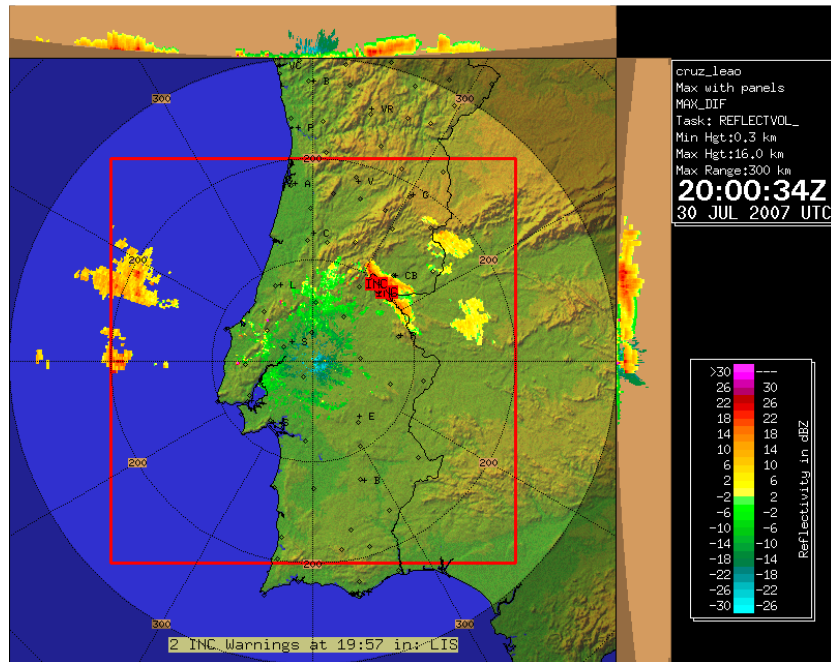 cruz_leao
Max with panels
MAX_DIF
Task: REFLECTVOL_
Min Hgt:0.3 km
Max Hgt:16.0 km
Max Range:300 km
20:00:34Z
30 JUL 2007 UTC
VC
B
300
VR
300
P
200
A
V
G
C
200
200
L
CB
INC
INC
S
P
S
E
200
B
200
200
300
300
2 INC Warnings at 19:57 in: LIS
>30 ---
26 30
22 26
18 22
14 18
10 14
6 10
2 6
-2 2
-6 -2
-10 -6
-14 -10
-18 -14
-22 -18
-26 -22
-30 -26
Reflectivity in dBZ